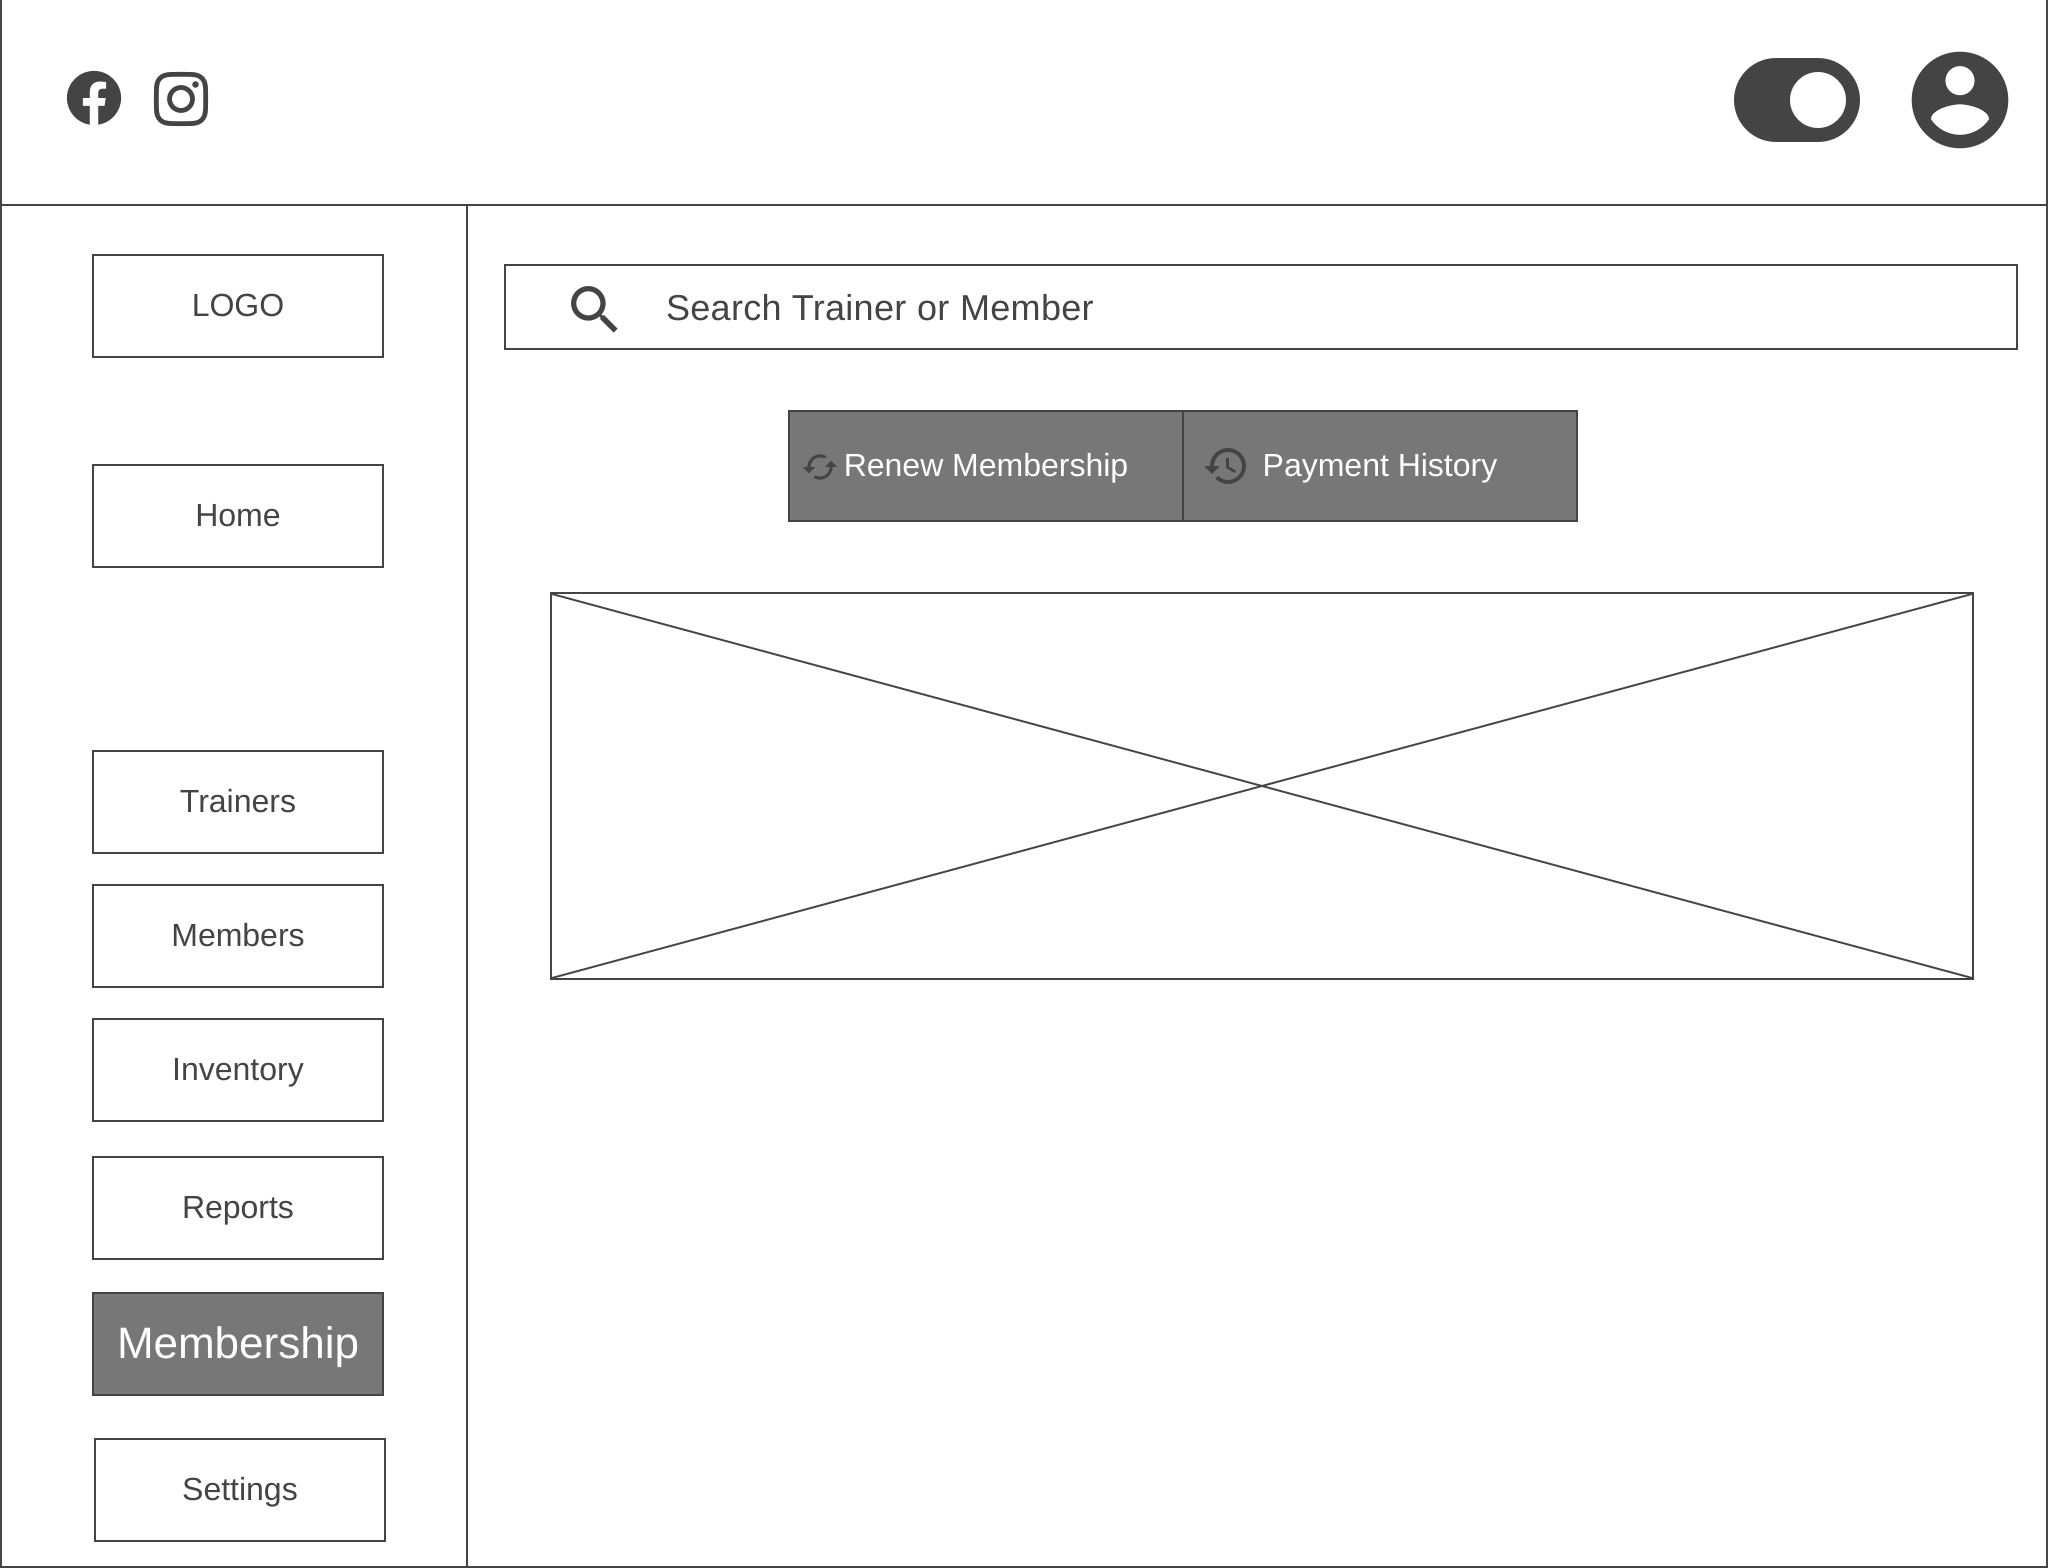 LOGO
Search Trainer or Member
Renew Membership
Payment History
Home
Trainers
Members
Inventory
Reports
Membership
Settings